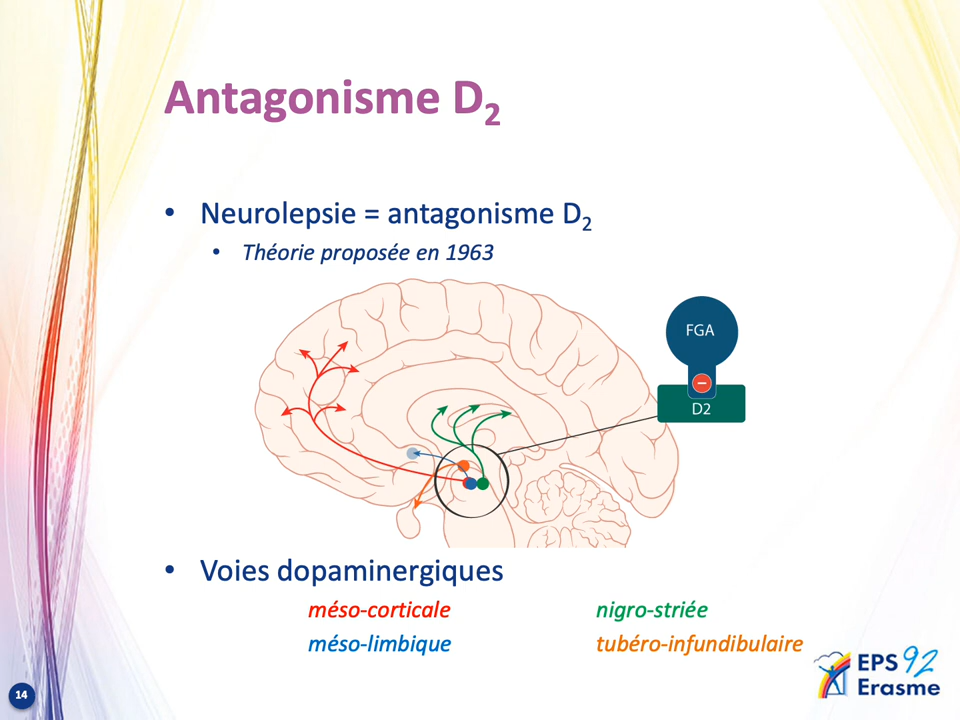 Antagonisme D₂
• Neurolepsie = antagonisme D₂
• Théorie proposée en 1963
FGA
−
D2
• Voies dopaminergiques
méso-corticale nigro-striée
méso-limbique tubéro-infundibulaire
EPS 92
Erasme
14